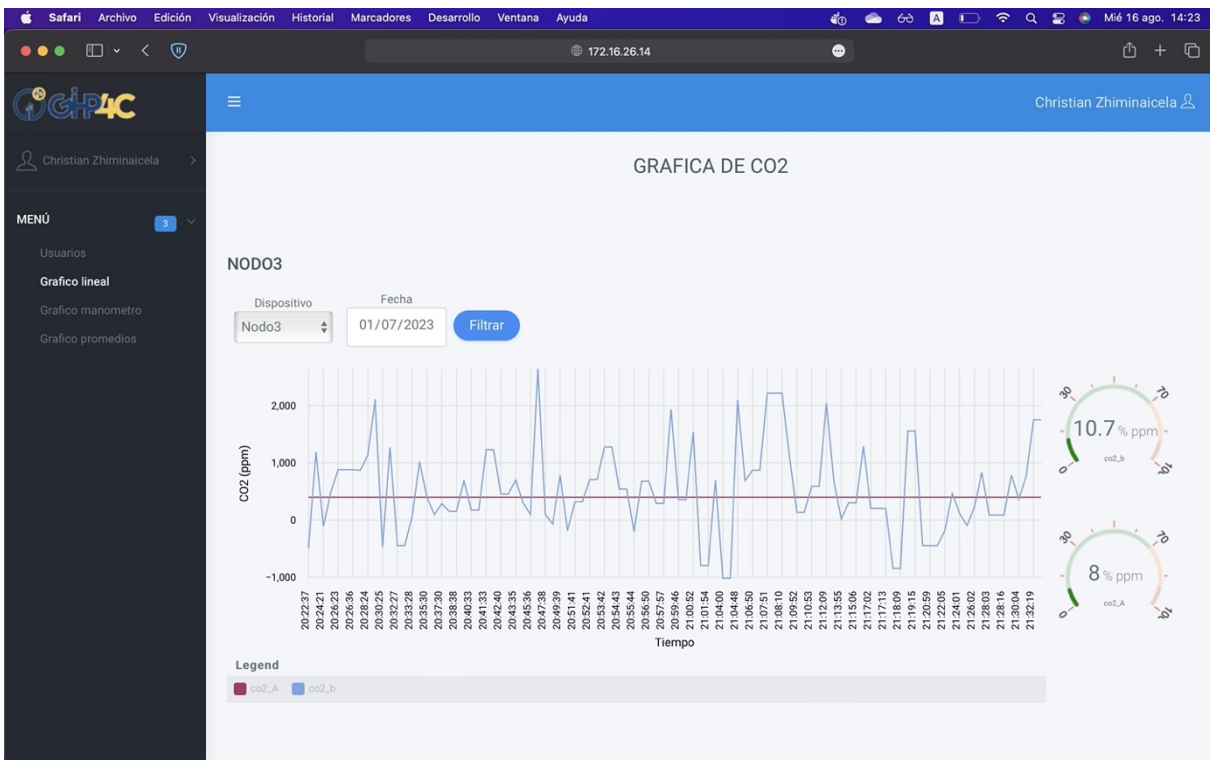 Safari Archivo Edición Visualización Historial Marcadores Desarrollo Ventana Ayuda A Mié 16 ago. 14:23
172.16.26.14
GHP4C
Christian Zhiminaicela
Christian Zhiminaicela
MENÚ 3
Usuarios
Grafico lineal
Grafico manometro
Grafico promedios
GRAFICA DE CO2
NODO3
Dispositivo Fecha
Nodo3 01/07/2023 Filtrar
CO2 (ppm)
2,000
1,000
0
-1,000
20:22:37
20:24:21
20:26:23
20:26:36
20:28:24
20:30:25
20:32:27
20:33:28
20:35:30
20:37:30
20:38:38
20:40:33
20:41:33
20:42:40
20:43:35
20:45:36
20:47:38
20:49:39
20:51:41
20:52:41
20:53:42
20:54:43
20:55:44
20:56:50
20:57:57
20:59:46
21:00:52
21:01:54
21:04:00
21:04:48
21:06:50
21:07:51
21:08:10
21:09:52
21:10:53
21:12:09
21:13:55
21:15:06
21:17:02
21:17:13
21:18:09
21:19:15
21:20:59
21:22:05
21:24:01
21:26:02
21:28:03
21:28:16
21:30:04
21:32:19
Tiempo
Legend
co2_A co2_b
30 70
10.7 % ppm
co2_b
0
30 70
8 % ppm
co2_A
0